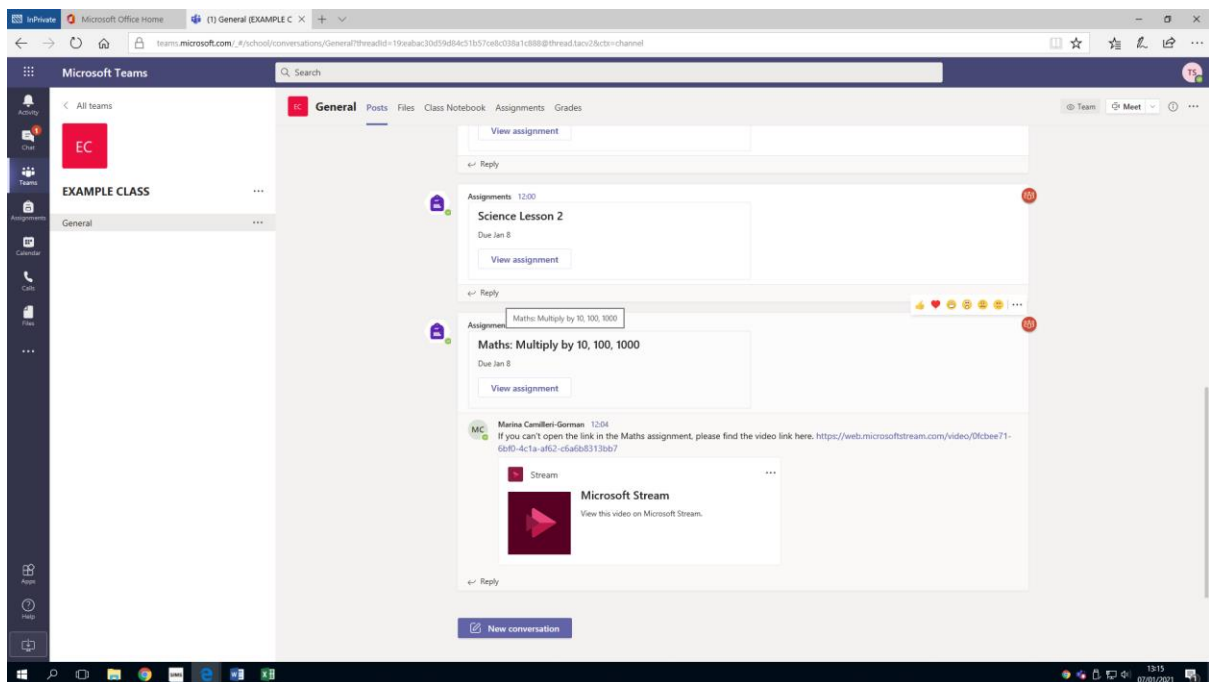 InPrivate
Microsoft Office Home
(1) General (EXAMPLE C
teams.microsoft.com/_#/school/conversations/General?threadId=19:eabac30d59d84c51b57ce8c038a1c888@thread.tacv2&ctx=channel
Microsoft Teams
Search
TS
Activity
Chat
1
Teams
Assignments
Calendar
Calls
Files
Apps
Help
All teams
EC
EXAMPLE CLASS
General
EC
General Posts Files Class Notebook Assignments Grades
Team
Meet
View assignment
Reply
Assignments 12:00
Science Lesson 2
Due Jan 8
View assignment
Reply
Maths: Multiply by 10, 100, 1000
Assignmen
Maths: Multiply by 10, 100, 1000
Due Jan 8
View assignment
MC
Marina Camilleri-Gorman 12:04
If you can't open the link in the Maths assignment, please find the video link here. https://web.microsoftstream.com/video/0fcbee71-
6bf0-4c1a-af62-c6a6b8313bb7
Stream
Microsoft Stream
View this video on Microsoft Stream.
Reply
New conversation
SIMS
13:15
07/01/2021